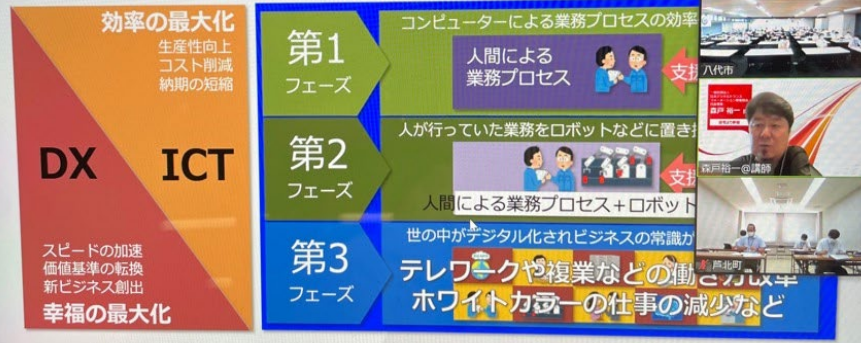 効率の最大化
生産性向上
コスト削減
納期の短縮
DX
ICT
スピードの加速
価値基準の転換
新ビジネス創出
幸福の最大化
第1
フェーズ
コンピューターによる業務プロセスの効率
人間による
業務プロセス
支援
第2
フェーズ
人が行っていた業務をロボットなどに置き
人間による業務プロセス+ロボット
支援
第3
フェーズ
世の中がデジタル化されビジネスの常識が
テレワークや複業などの働き方改革
ホワイトカラーの仕事の減少など
八代市
森戸 裕一
森戸裕一@講師
芦北町